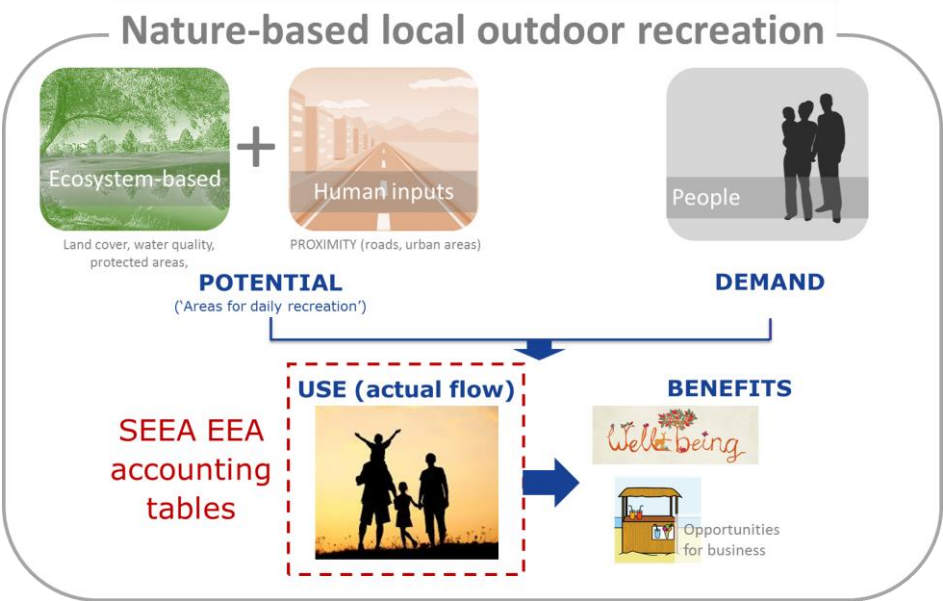 Nature-based local outdoor recreation
Ecosystem-based
+
Human inputs
People
Land cover, water quality,
protected areas,
PROXIMITY (roads, urban areas)
POTENTIAL
('Areas for daily recreation')
DEMAND
USE (actual flow)
BENEFITS
SEEA EEA
accounting
tables
Well-being
Opportunities
for business